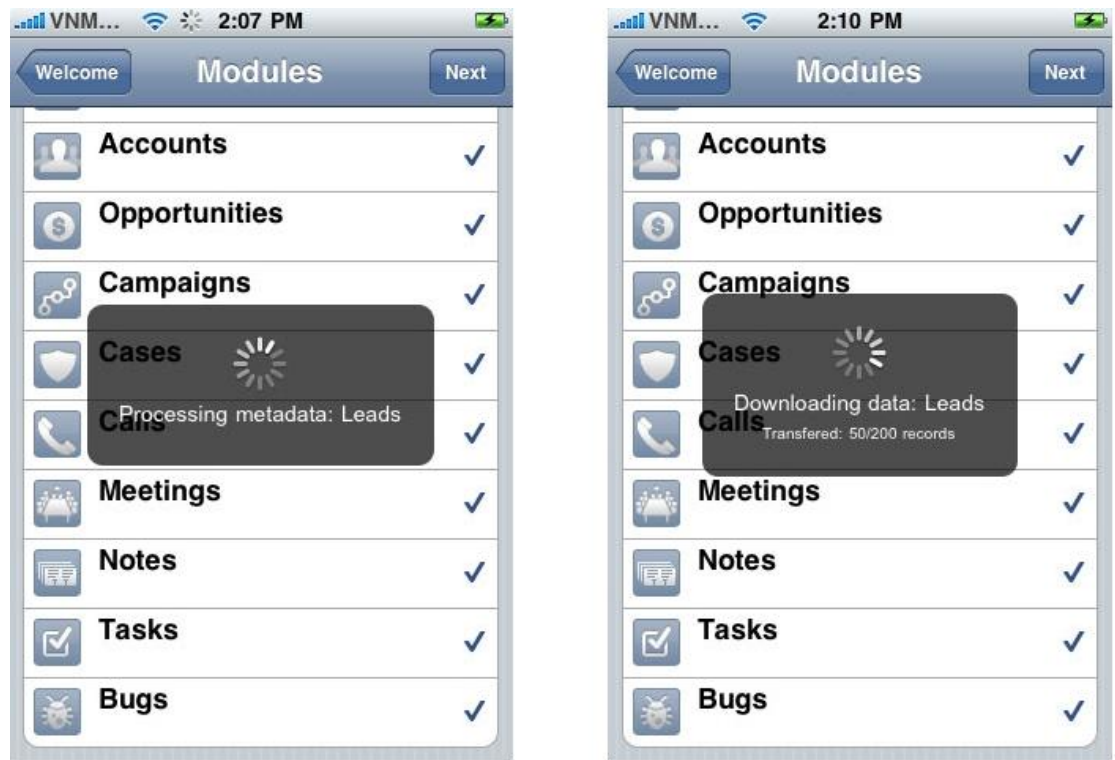 VNM... 2:07 PM
Welcome Modules Next
Accounts
Opportunities
Campaigns
Cases
Processing metadata: Leads
Calls
Meetings
Notes
Tasks
Bugs
VNM... 2:10 PM
Welcome Modules Next
Accounts
Opportunities
Campaigns
Cases
Downloading data: Leads
Calls
Transfered: 50/200 records
Meetings
Notes
Tasks
Bugs